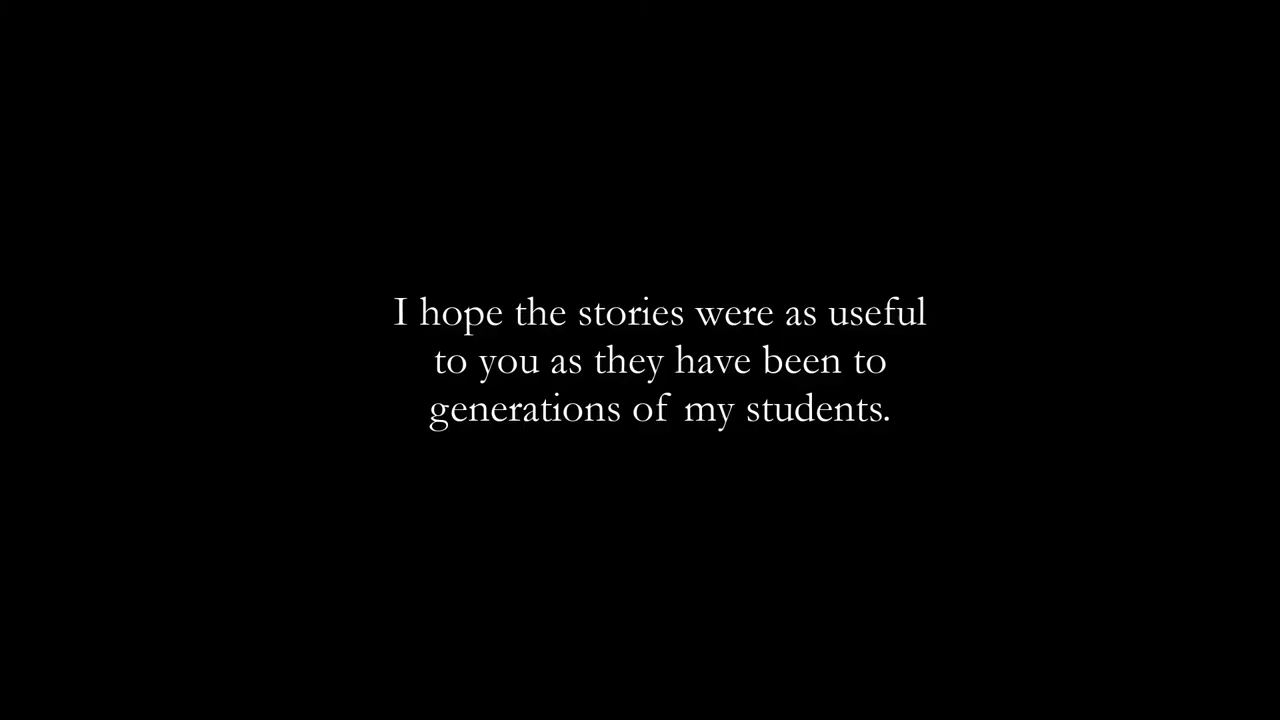 I hope the stories were as useful
to you as they have been to
generations of my students.